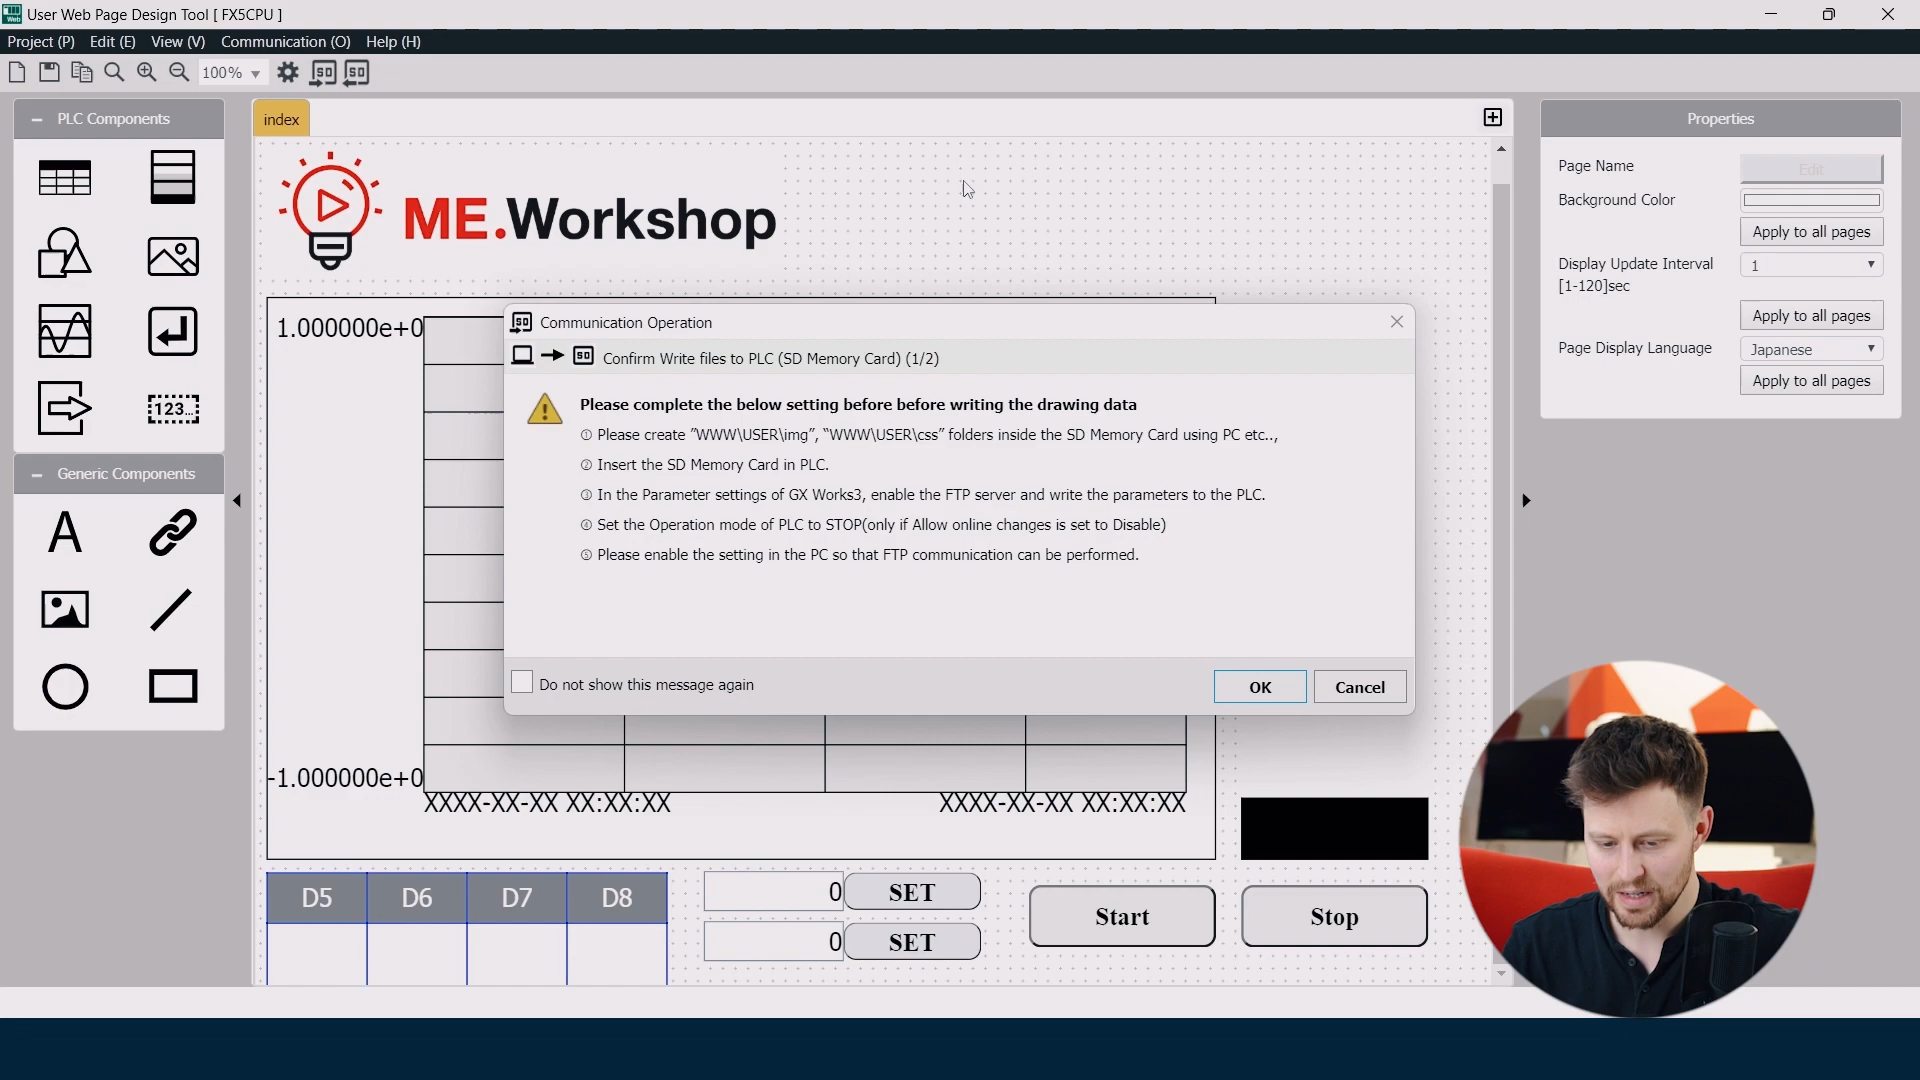 User Web Page Design Tool [ FX5CPU ]
Project (P) Edit (E) View (V) Communication (O) Help (H)
100%
PLC Components
123...
Generic Components
A
index
ME.Workshop
1.000000e+0
-1.000000e+0
XXXX-XX-XX XX:XX:XX
XXXX-XX-XX XX:XX:XX
Communication Operation
Confirm Write files to PLC (SD Memory Card) (1/2)
Please complete the below setting before before writing the drawing data
① Please create "WWW\USER\img", "WWW\USER\css" folders inside the SD Memory Card using PC etc..,
② Insert the SD Memory Card in PLC.
③ In the Parameter settings of GX Works3, enable the FTP server and write the parameters to the PLC.
④ Set the Operation mode of PLC to STOP(only if Allow online changes is set to Disable)
⑤ Please enable the setting in the PC so that FTP communication can be performed.
Do not show this message again
OK
Cancel
D5 D6 D7 D8
0 SET
0 SET
Start
Stop
Properties
Page Name Edit
Background Color
Apply to all pages
Display Update Interval 1
[1-120]sec
Apply to all pages
Page Display Language Japanese
Apply to all pages